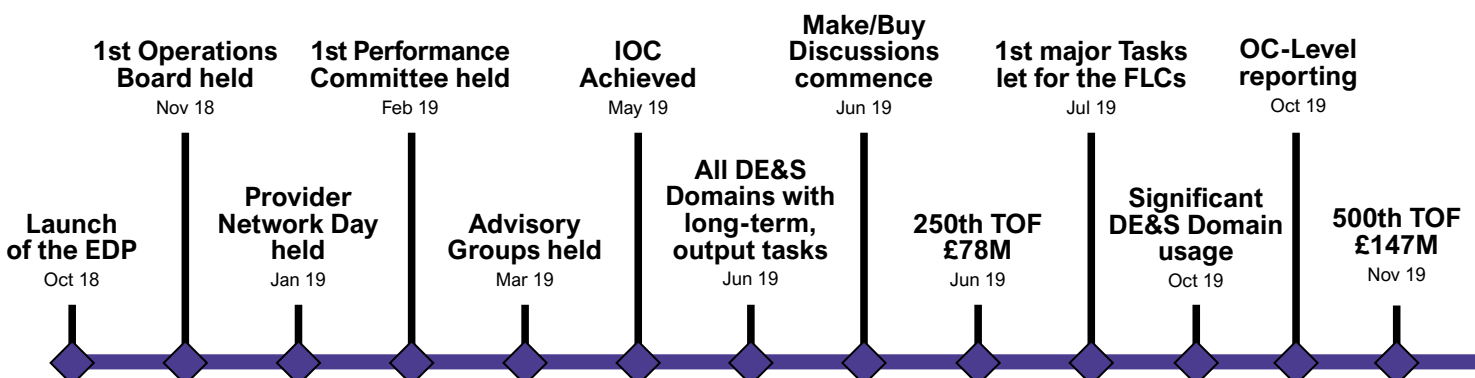 Launch
of the EDP
Oct 18
1st Operations
Board held
Nov 18
Provider
Network Day
held
Jan 19
1st Performance
Committee held
Feb 19
Advisory
Groups held
Mar 19
IOC
Achieved
May 19
All DE&S
Domains with
long-term,
output tasks
Jun 19
Make/Buy
Discussions
commence
Jun 19
250th TOF
£78M
Jun 19
1st major Tasks
let for the FLCs
Jul 19
Significant
DE&S Domain
usage
Oct 19
OC-Level
reporting
Oct 19
500th TOF
£147M
Nov 19